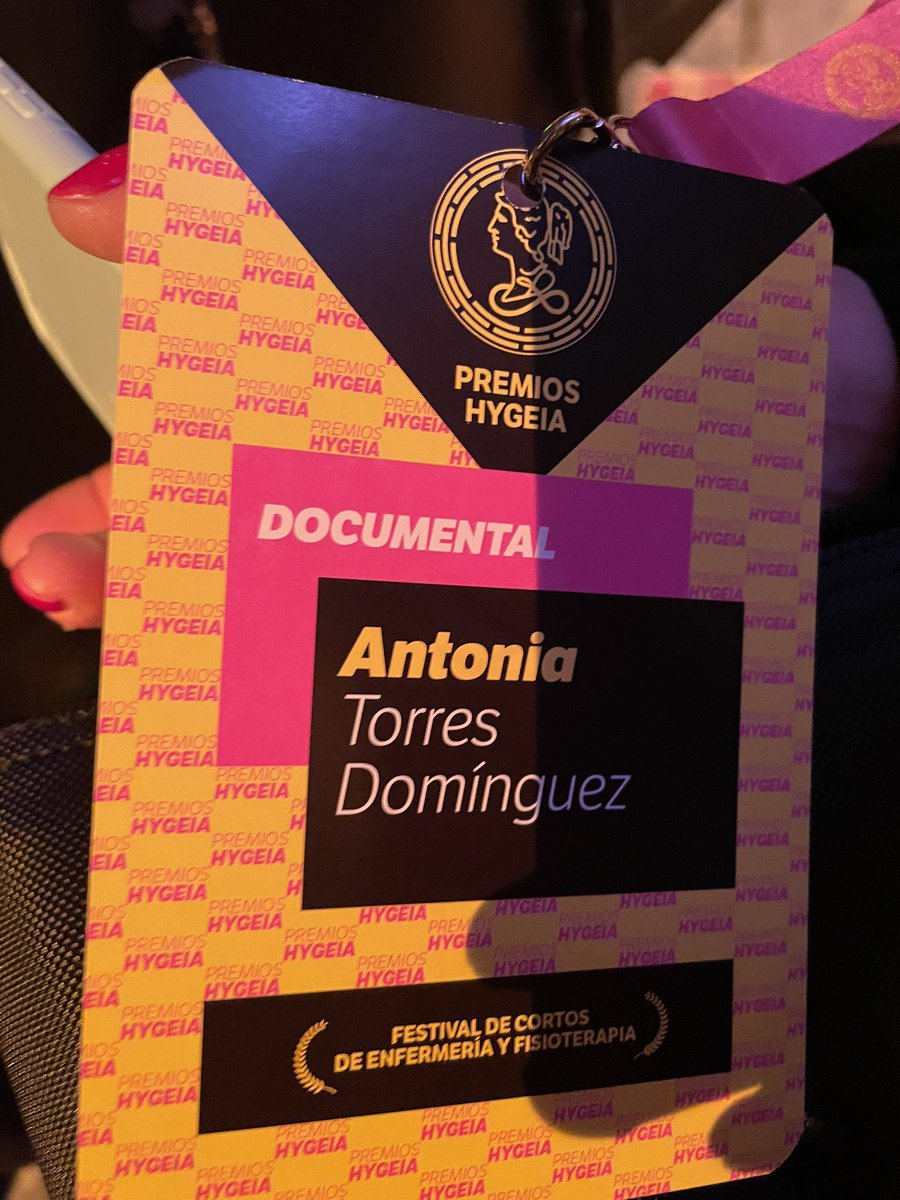 PREMIOS
HYGEIA
DOCUMENTAL
Antonia
Torres
Domínguez
FESTIVAL DE CORTOS
DE ENFERMERÍA Y FISIOTERAPIA